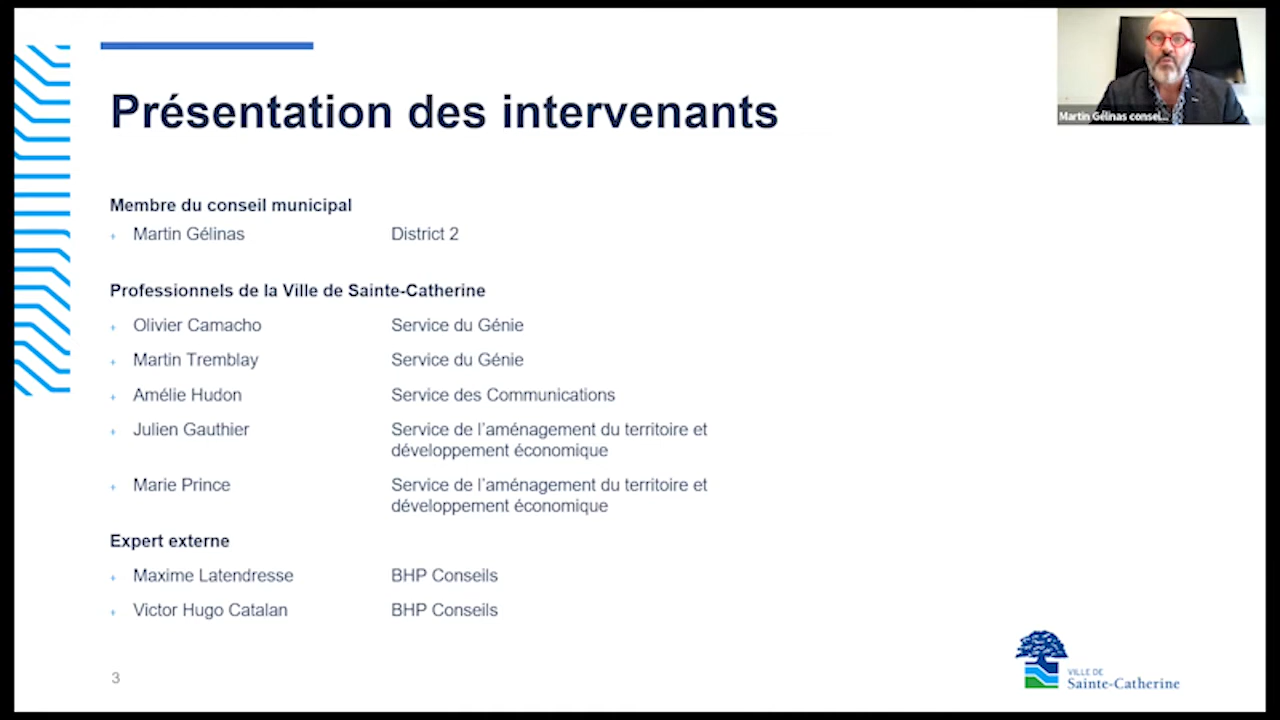 Présentation des intervenants
Martin Gélinas consei...
Membre du conseil municipal
+ Martin Gélinas District 2
Professionnels de la Ville de Sainte-Catherine
+ Olivier Camacho Service du Génie
+ Martin Tremblay Service du Génie
+ Amélie Hudon Service des Communications
+ Julien Gauthier Service de l'aménagement du territoire et
développement économique
+ Marie Prince Service de l'aménagement du territoire et
développement économique
Expert externe
+ Maxime Latendresse BHP Conseils
+ Victor Hugo Catalan BHP Conseils
3
VILLE DE
Sainte-Catherine